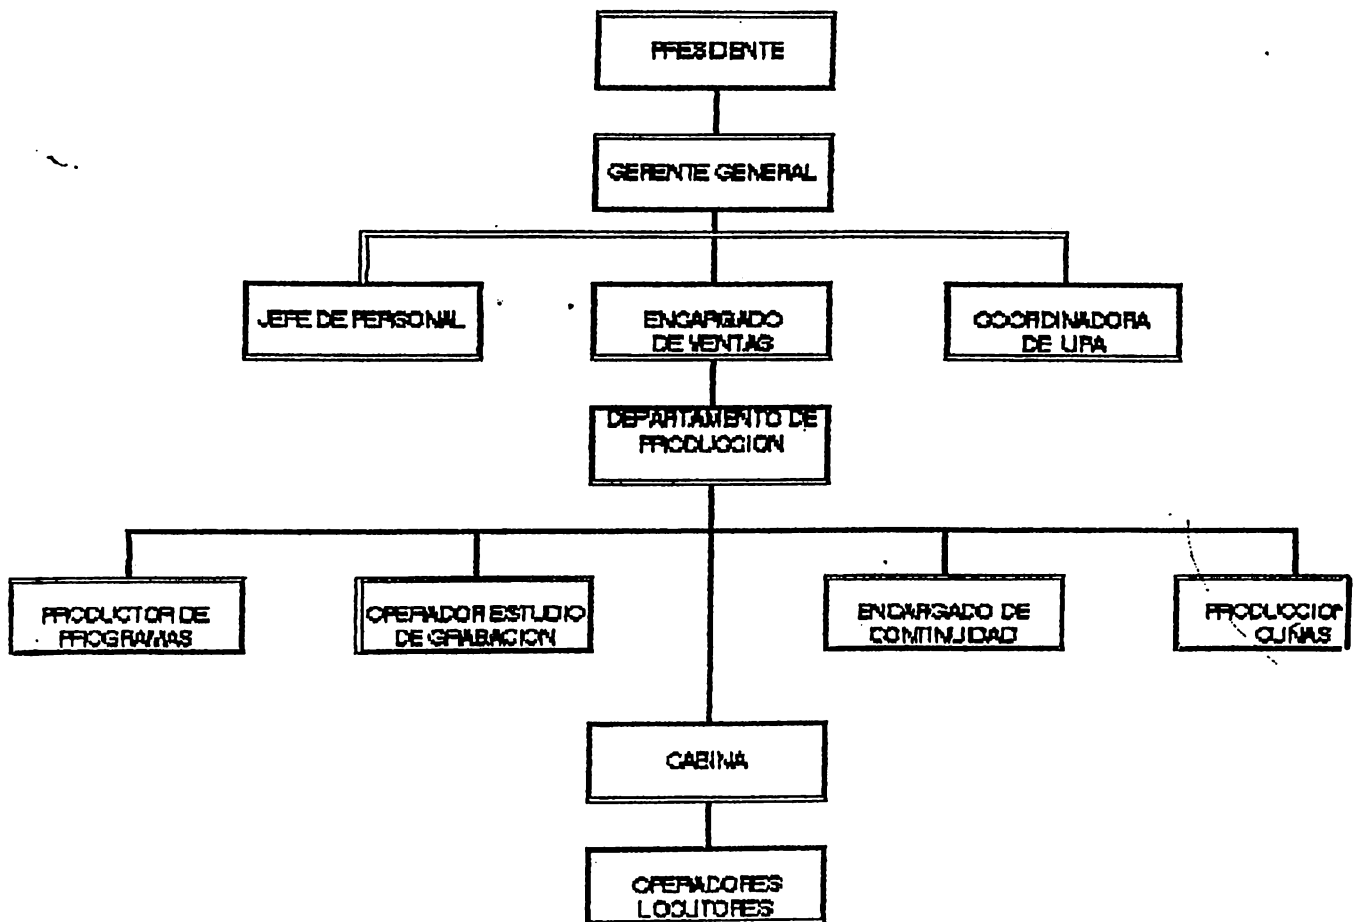 PRESIDENTE
GERENTE GENERAL
JEFE DE PERSONAL
ENCARGADO
DE VENTAS
COORDINADORA
DE UPA
DEPARTAMENTO DE
PRODUCCION
PRODUCTOR DE
PROGRAMAS
OPERADOR ESTUDIO
DE GRABACION
ENCARGADO DE
CONTINUIDAD
PRODUCCION
CUÑAS
CABINA
OPERADORES
LOCUTORES